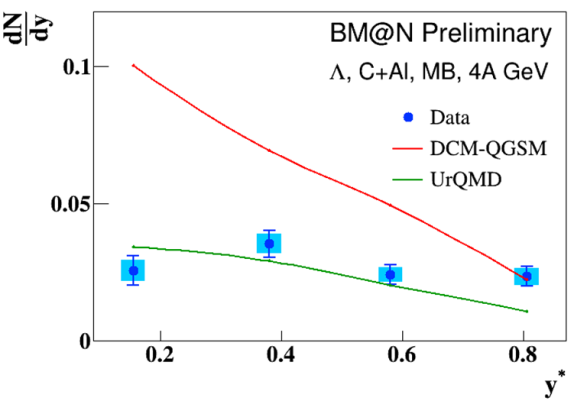 dN
dy
BM@N Preliminary
Λ, C+Al, MB, 4A GeV
Data
DCM-QGSM
UrQMD
0.1
0.05
0
0.2 0.4 0.6 0.8
y*